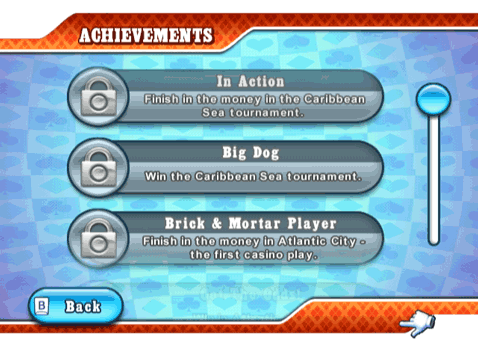 ACHIEVEMENTS
In Action
Finish in the money in the Caribbean
Sea tournament.
Big Dog
Win the Caribbean Sea tournament.
Brick & Mortar Player
Finish in the money in Atlantic City -
the first casino play.
B Back